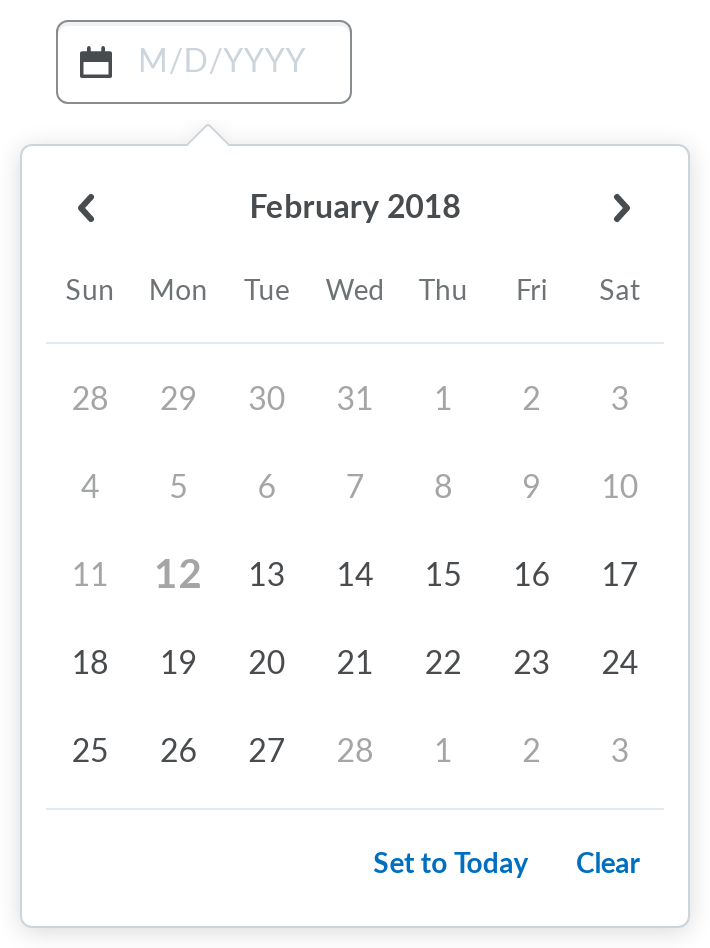 M/D/YYYY
February 2018
Sun Mon Tue Wed Thu Fri Sat
28 29 30 31 1 2 3
4 5 6 7 8 9 10
11 12 13 14 15 16 17
18 19 20 21 22 23 24
25 26 27 28 1 2 3
Set to Today Clear